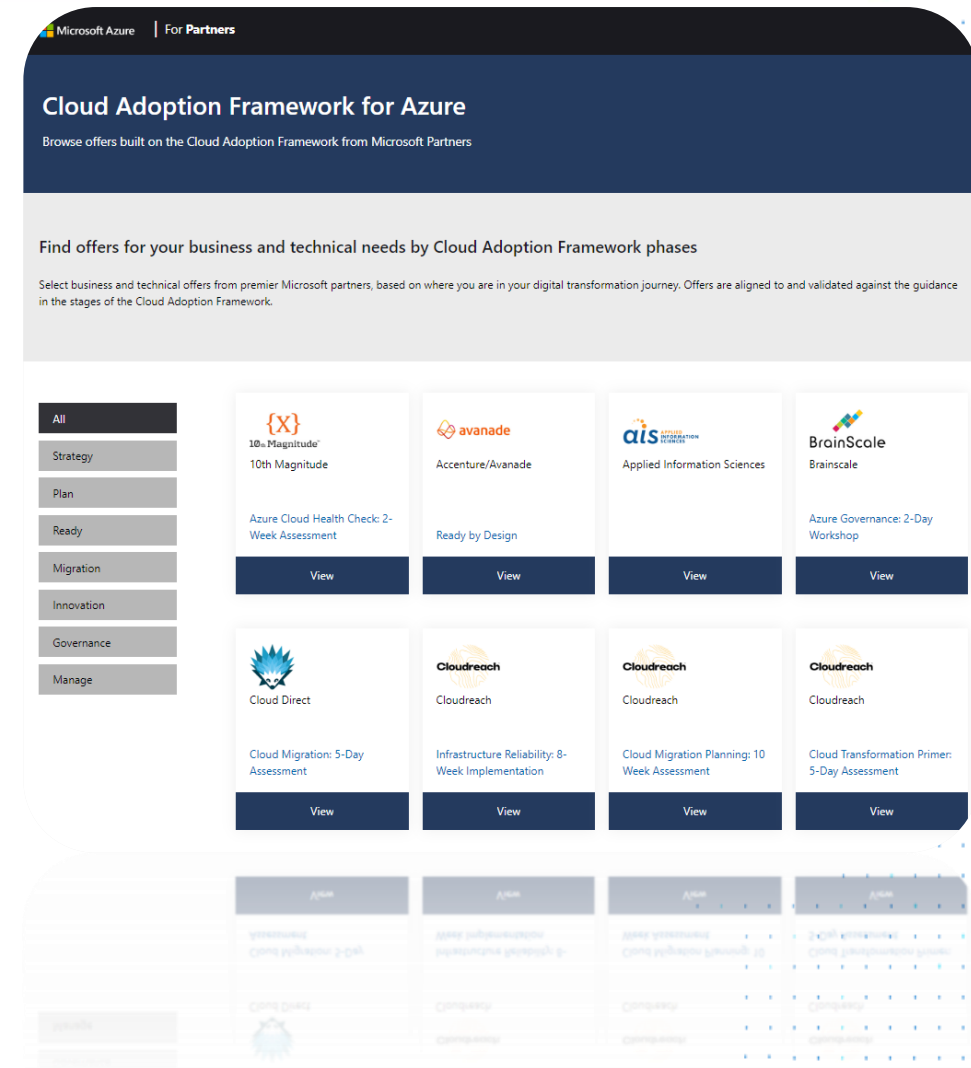 Microsoft Azure | For Partners
Cloud Adoption Framework for Azure
Browse offers built on the Cloud Adoption Framework from Microsoft Partners
Find offers for your business and technical needs by Cloud Adoption Framework phases
Select business and technical offers from premier Microsoft partners, based on where you are in your digital transformation journey. Offers are aligned to and validated against the guidance
in the stages of the Cloud Adoption Framework.
All
Strategy
Plan
Ready
Migration
Innovation
Governance
Manage
{X}
10th Magnitude
10th Magnitude
Azure Cloud Health Check: 2-
Week Assessment
View
avanade
Accenture/Avanade
Ready by Design
View
ais APPLIED
INFORMATION
SCIENCES
Applied Information Sciences
View
BrainScale
Brainscale
Azure Governance: 2-Day
Workshop
View
Cloud Direct
Cloud Migration: 5-Day
Assessment
View
Cloudreach
Cloudreach
Infrastructure Reliability: 8-
Week Implementation
View
Cloudreach
Cloudreach
Cloud Migration Planning: 10
Week Assessment
View
Cloudreach
Cloudreach
Cloud Transformation Primer:
5-Day Assessment
View